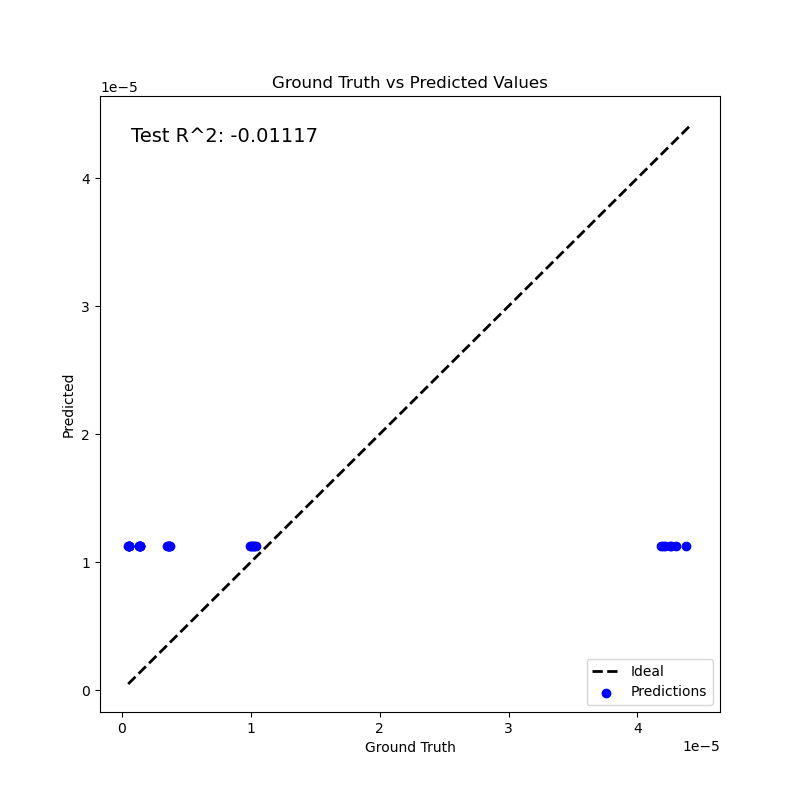 Ground Truth vs Predicted Values
1e−5
Test R^2: -0.01117
4
3
2
1
0
Predicted
Ideal
Predictions
0 1 2 3 4
1e−5
Ground Truth